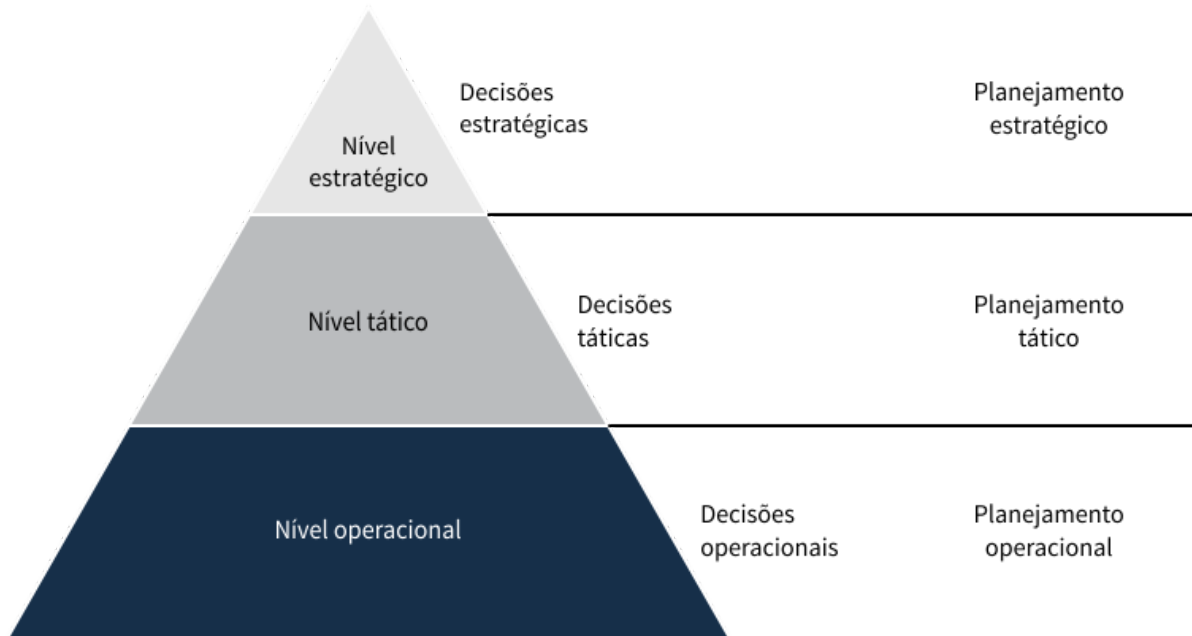 Nível
estratégico
Decisões
estratégicas
Planejamento
estratégico
Nível tático
Decisões
táticas
Planejamento
tático
Nível operacional
Decisões
operacionais
Planejamento
operacional